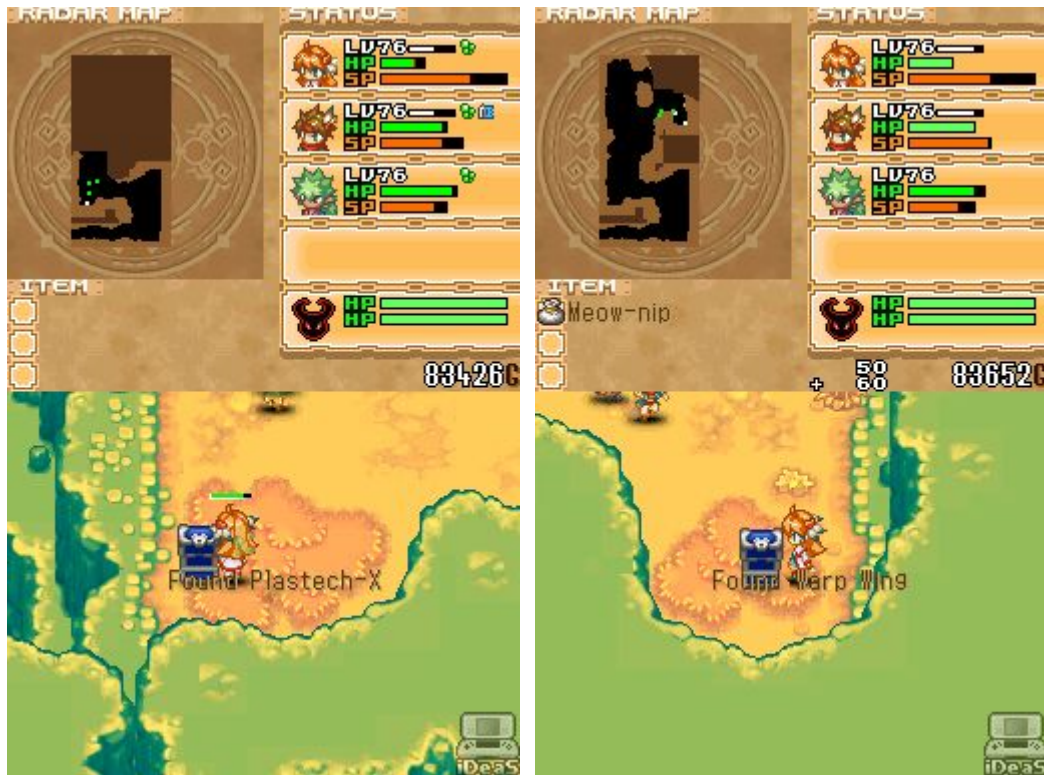 RADAR MAP
STATUS
LV76
HP
SP
LV76
HP
SP
LV76
HP
SP
ITEM
HP
HP
83426G
Found Plastech-X
iDeaS
RADAR MAP
STATUS
LV76
HP
SP
LV76
HP
SP
LV76
HP
SP
ITEM
Meow-nip
HP
HP
50
+ 60
83652G
Found Warp Wing
iDeaS